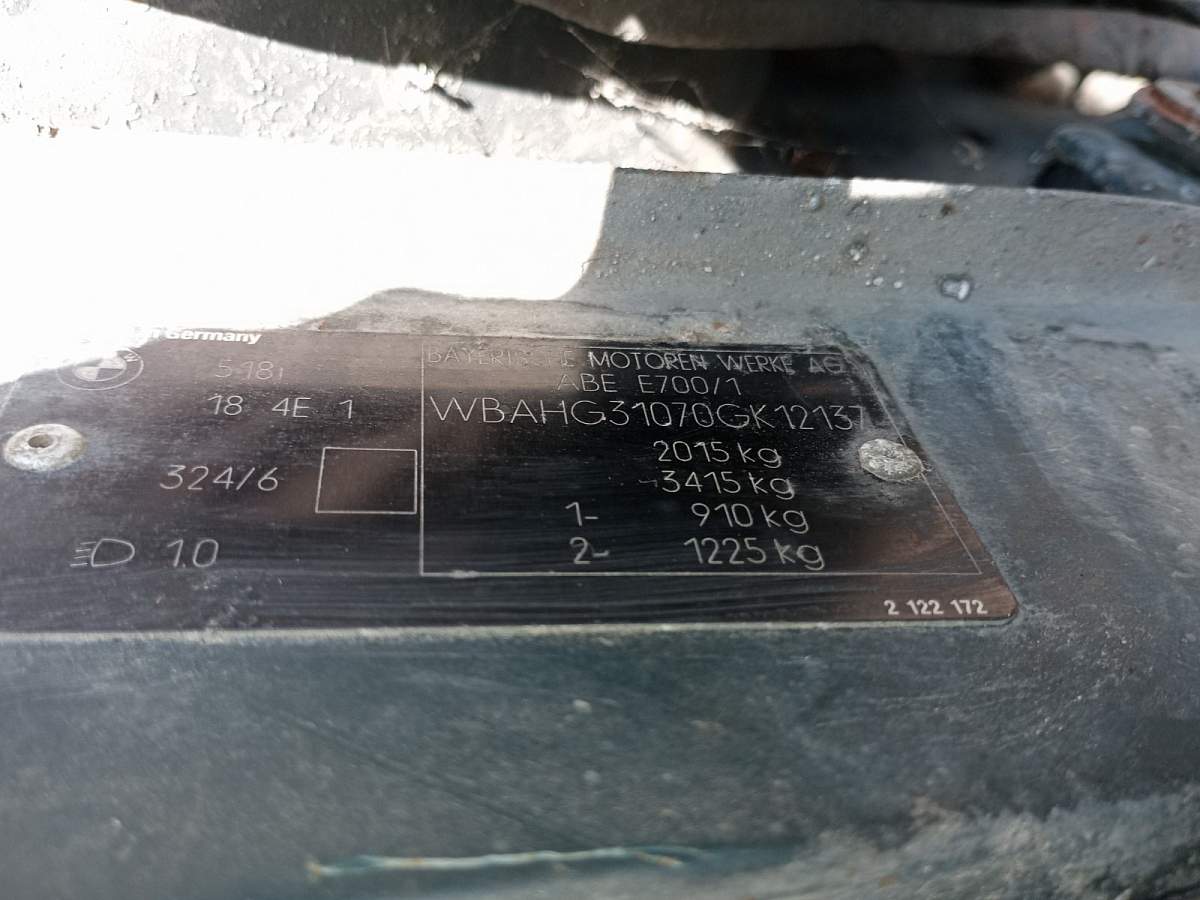 Germany
518i
18 4E 1
324/6
1.0
BAYERISCHE MOTOREN WERKE AG
ABE E700/1
WBAHG31070GK12137
2015 kg
3415 kg
1- 910 kg
2- 1225 kg
2 122 172